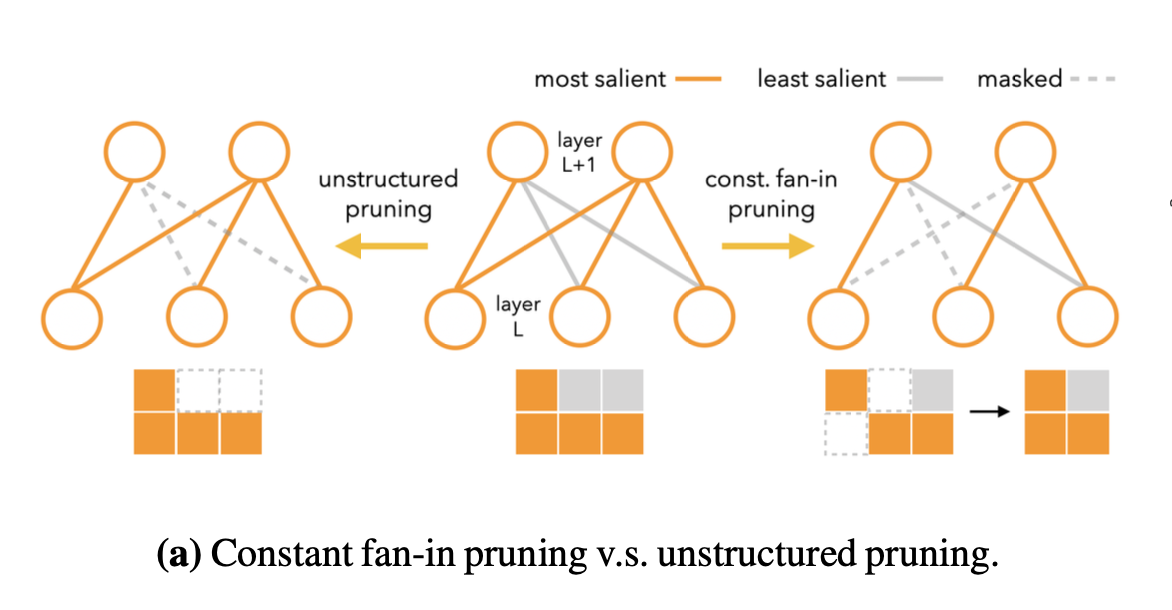 most salient
least salient
masked
unstructured
pruning
layer
L+1
const. fan-in
pruning
layer
L
(a) Constant fan-in pruning v.s. unstructured pruning.